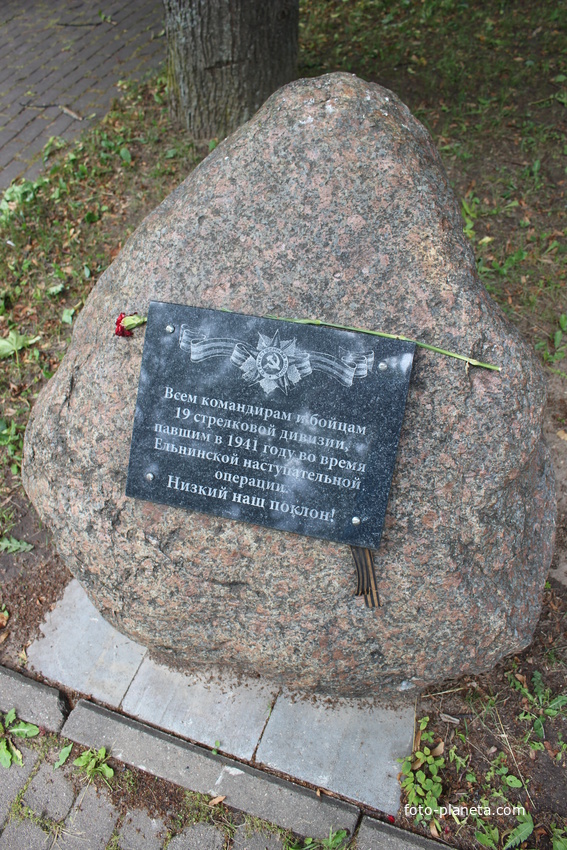 Всем командирам и бойцам
19 стрелковой дивизии,
павшим в 1941 году во время
Ельнинской наступательной
операции.
Низкий наш поклон!
foto-planeta.com